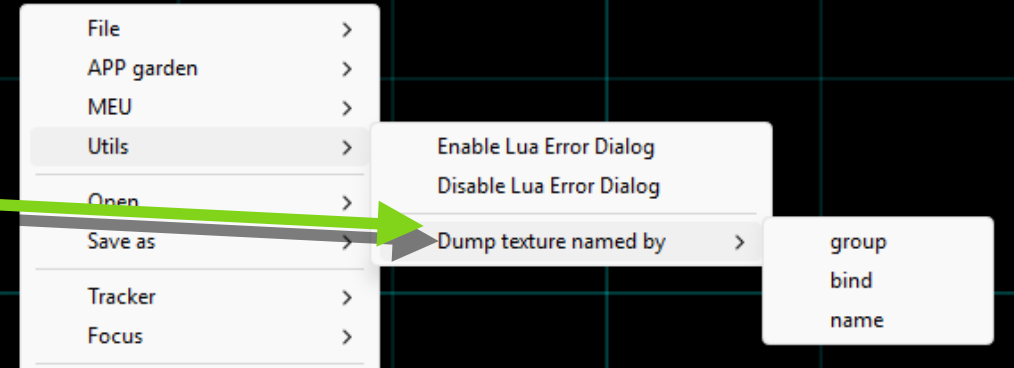 File
APP garden
MEU
Utils
Open
Save as
Tracker
Focus
Enable Lua Error Dialog
Disable Lua Error Dialog
Dump texture named by
group
bind
name